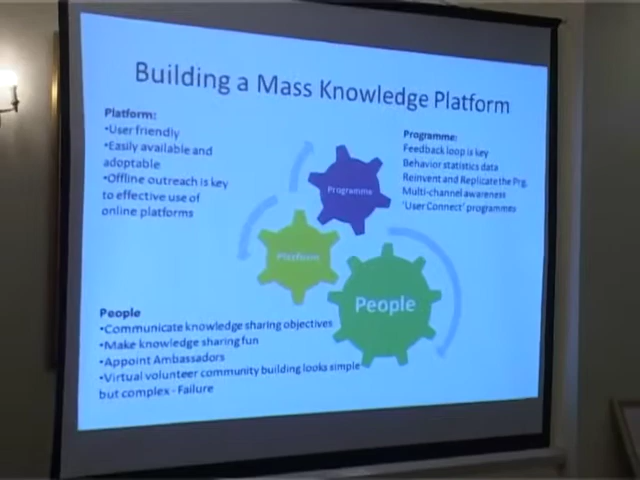 Building a Mass Knowledge Platform
Platform:
•User friendly
•Easily available and
adoptable
•Offline outreach is key
to effective use of
online platforms
Programme:
Feedback loop is key
Behavior statistics data
Reinvent and Replicate the Prg.
Multi-channel awareness
'User Connect' programmes
Programme
Platform
People
People
•Communicate knowledge sharing objectives
•Make knowledge sharing fun
•Appoint Ambassadors
•Virtual volunteer community building looks simple
but complex - Failure